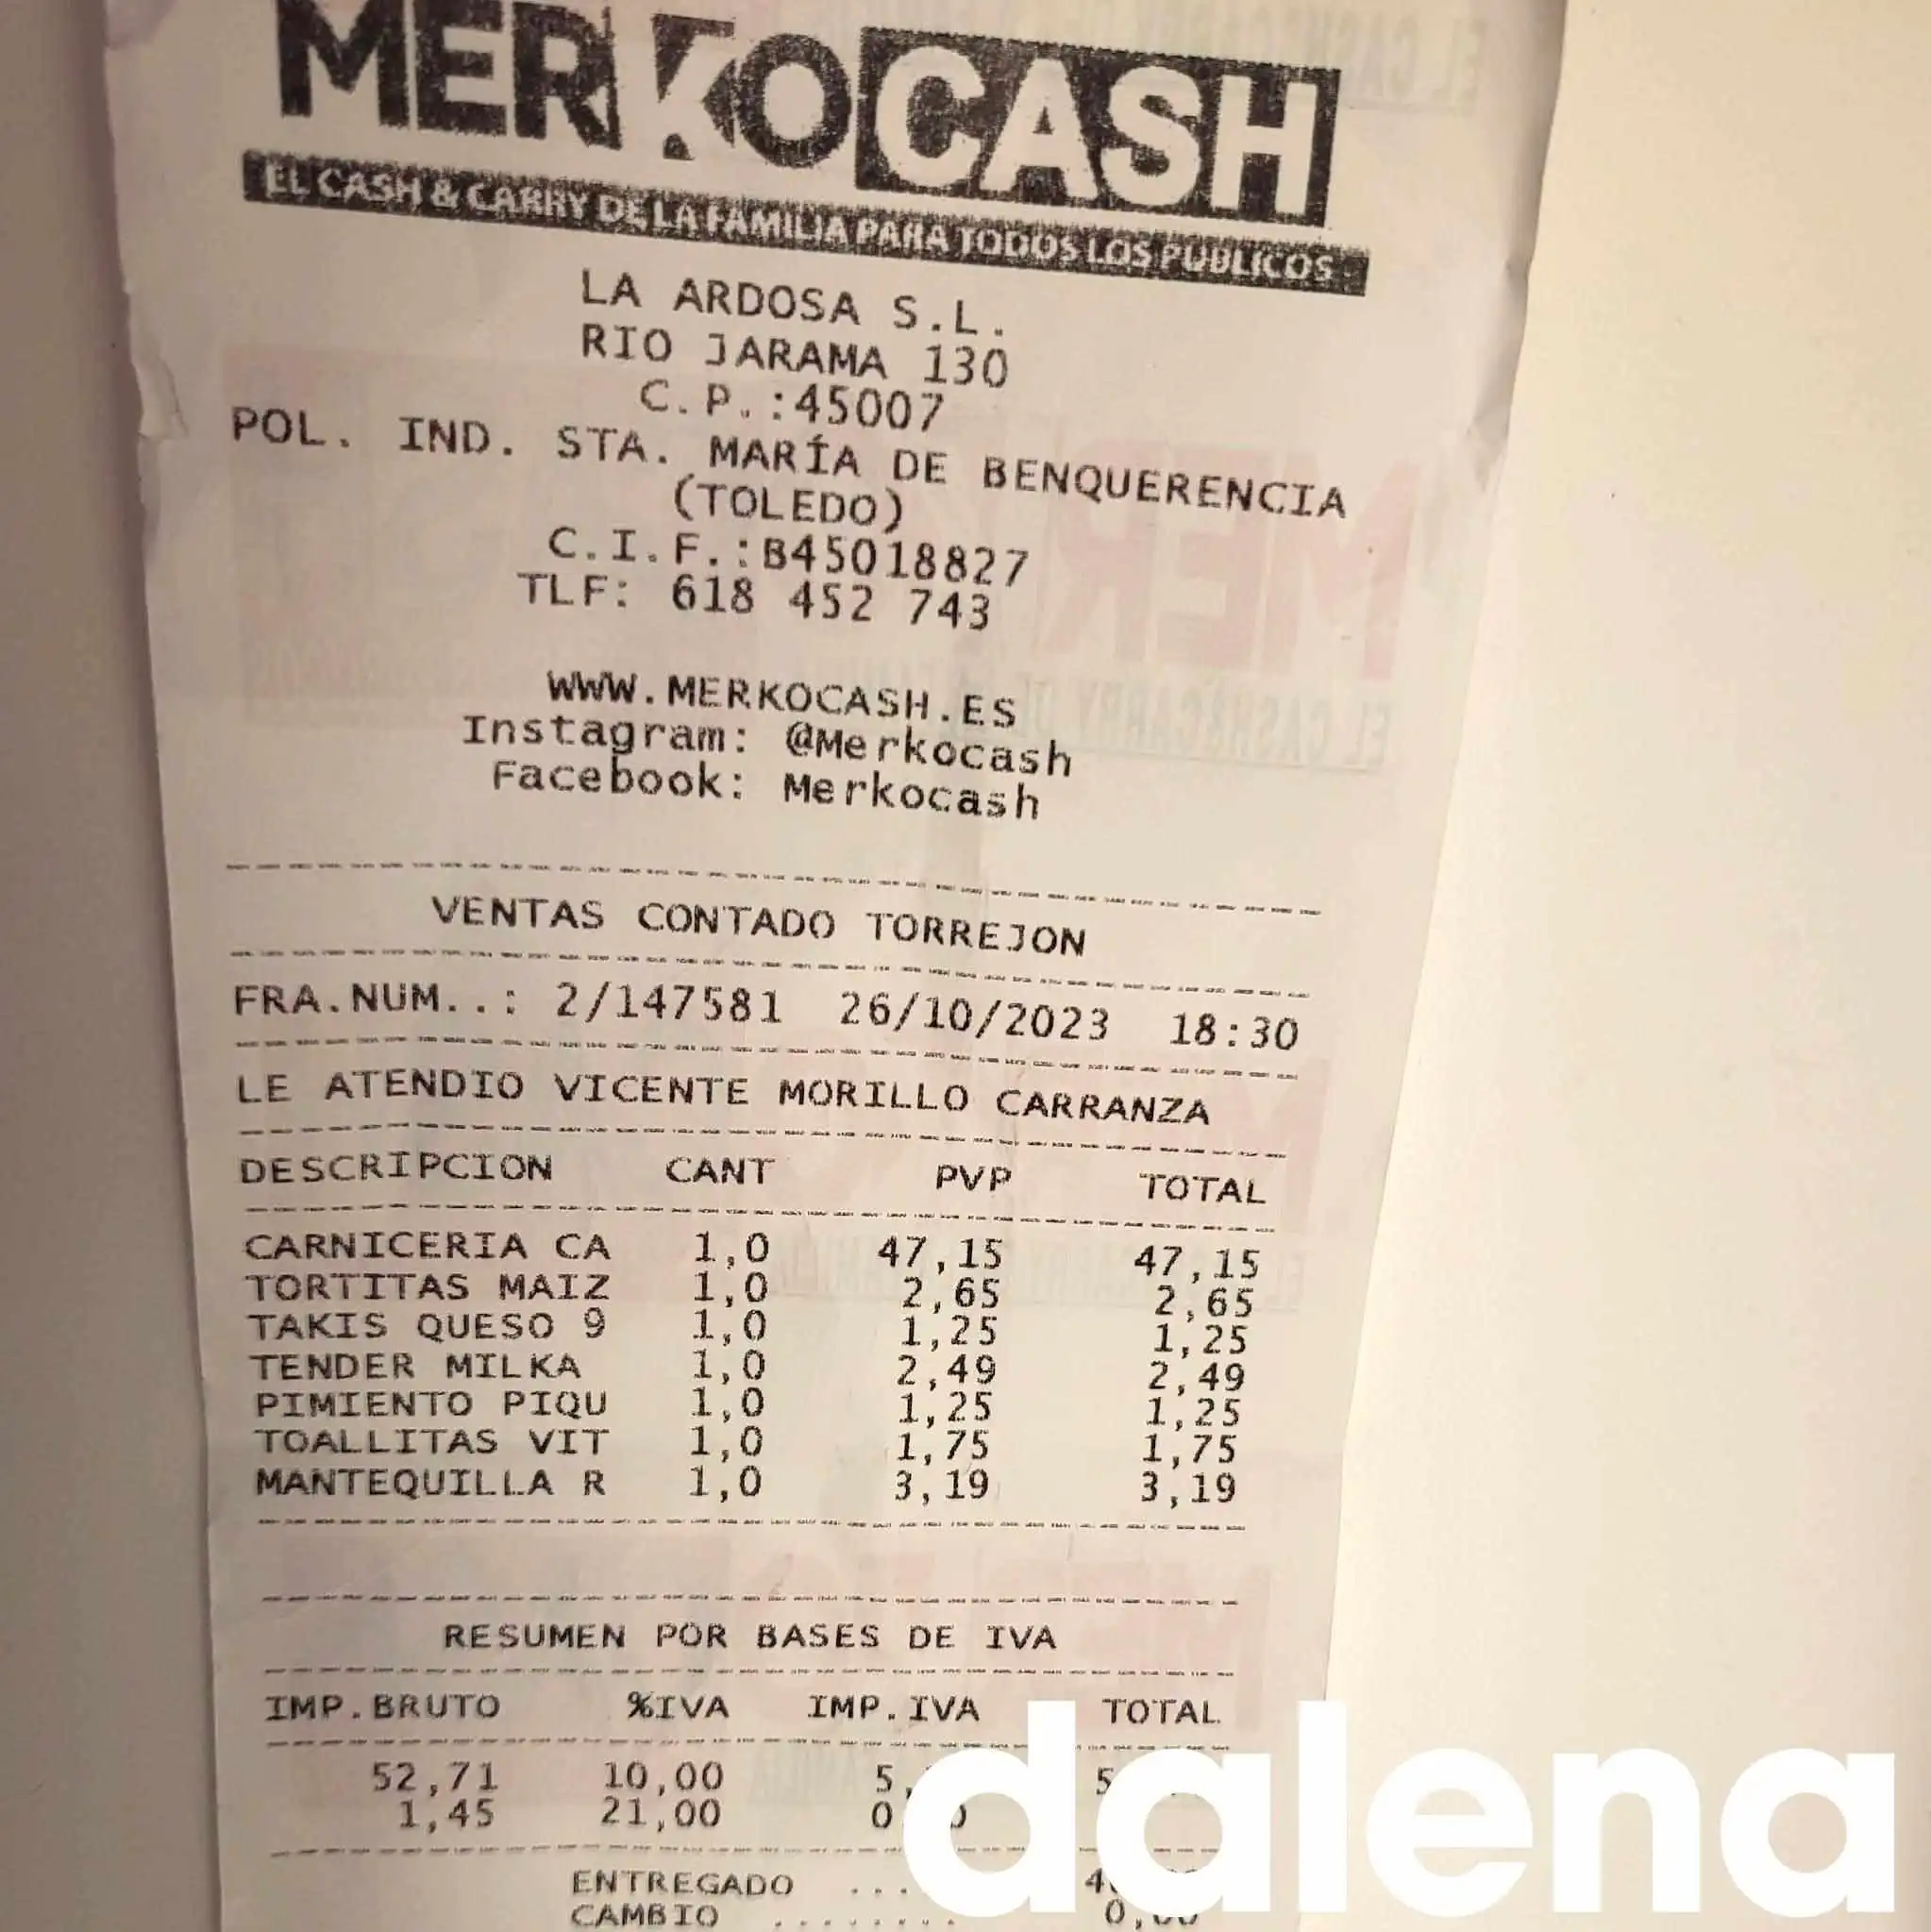 MERKOCASH
EL CASH & CARRY DE LA FAMILIA PARA TODOS LOS PUBLICOS
LA ARDOSA S.L.
RIO JARAMA 130
C.P.:45007
POL. IND. STA. MARÍA DE BENQUERENCIA
(TOLEDO)
C.I.F.:B45018827
TLF: 618 452 743
WWW.MERKOCASH.ES
Instagram: @Merkocash
Facebook: Merkocash
VENTAS CONTADO TORREJON
FRA.NUM..: 2/147581 26/10/2023 18:30
LE ATENDIO VICENTE MORILLO CARRANZA
DESCRIPCION CANT PVP TOTAL
CARNICERIA CA 1,0 47,15 47,15
TORTITAS MAIZ 1,0 2,65 2,65
TAKIS QUESO 9 1,0 1,25 1,25
TENDER MILKA 1,0 2,49 2,49
PIMIENTO PIQU 1,0 1,25 1,25
TOALLITAS VIT 1,0 1,75 1,75
MANTEQUILLA R 1,0 3,19 3,19
RESUMEN POR BASES DE IVA
IMP.BRUTO %IVA IMP.IVA TOTAL
52,71 10,00
1,45 21,00
ENTREGADO ...
CAMBIO ........
dalena